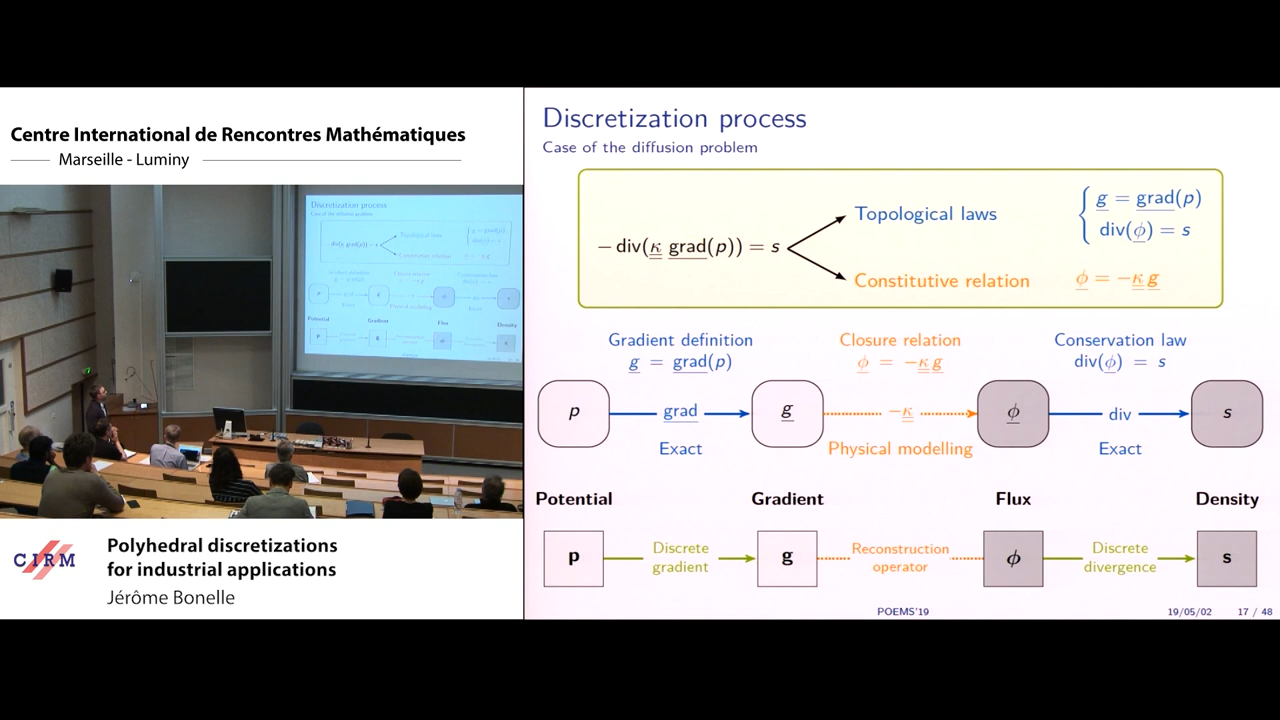 Centre International de Rencontres Mathématiques
Marseille - Luminy
CIRM
Polyhedral discretizations
for industrial applications
Jérôme Bonelle
Discretization process
Case of the diffusion problem
− div(κ grad(p)) = s
Topological laws
g = grad(p)
div(ϕ) = s
Constitutive relation
ϕ = −κ g
Gradient definition
g = grad(p)
Closure relation
ϕ = −κ g
Conservation law
div(ϕ) = s
p grad g −κ ϕ div s
Exact Physical modelling Exact
Potential Gradient Flux Density
p Discrete gradient g Reconstruction operator ϕ Discrete divergence s
POEMS'19 19/05/02 17 / 48